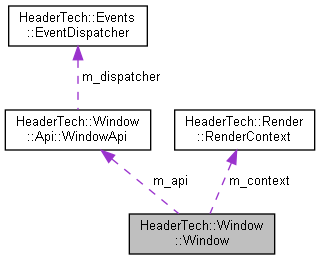 HeaderTech::Events
::EventDispatcher
m_dispatcher
HeaderTech::Window
::Api::WindowApi
HeaderTech::Render
::RenderContext
m_api
m_context
HeaderTech::Window
::Window